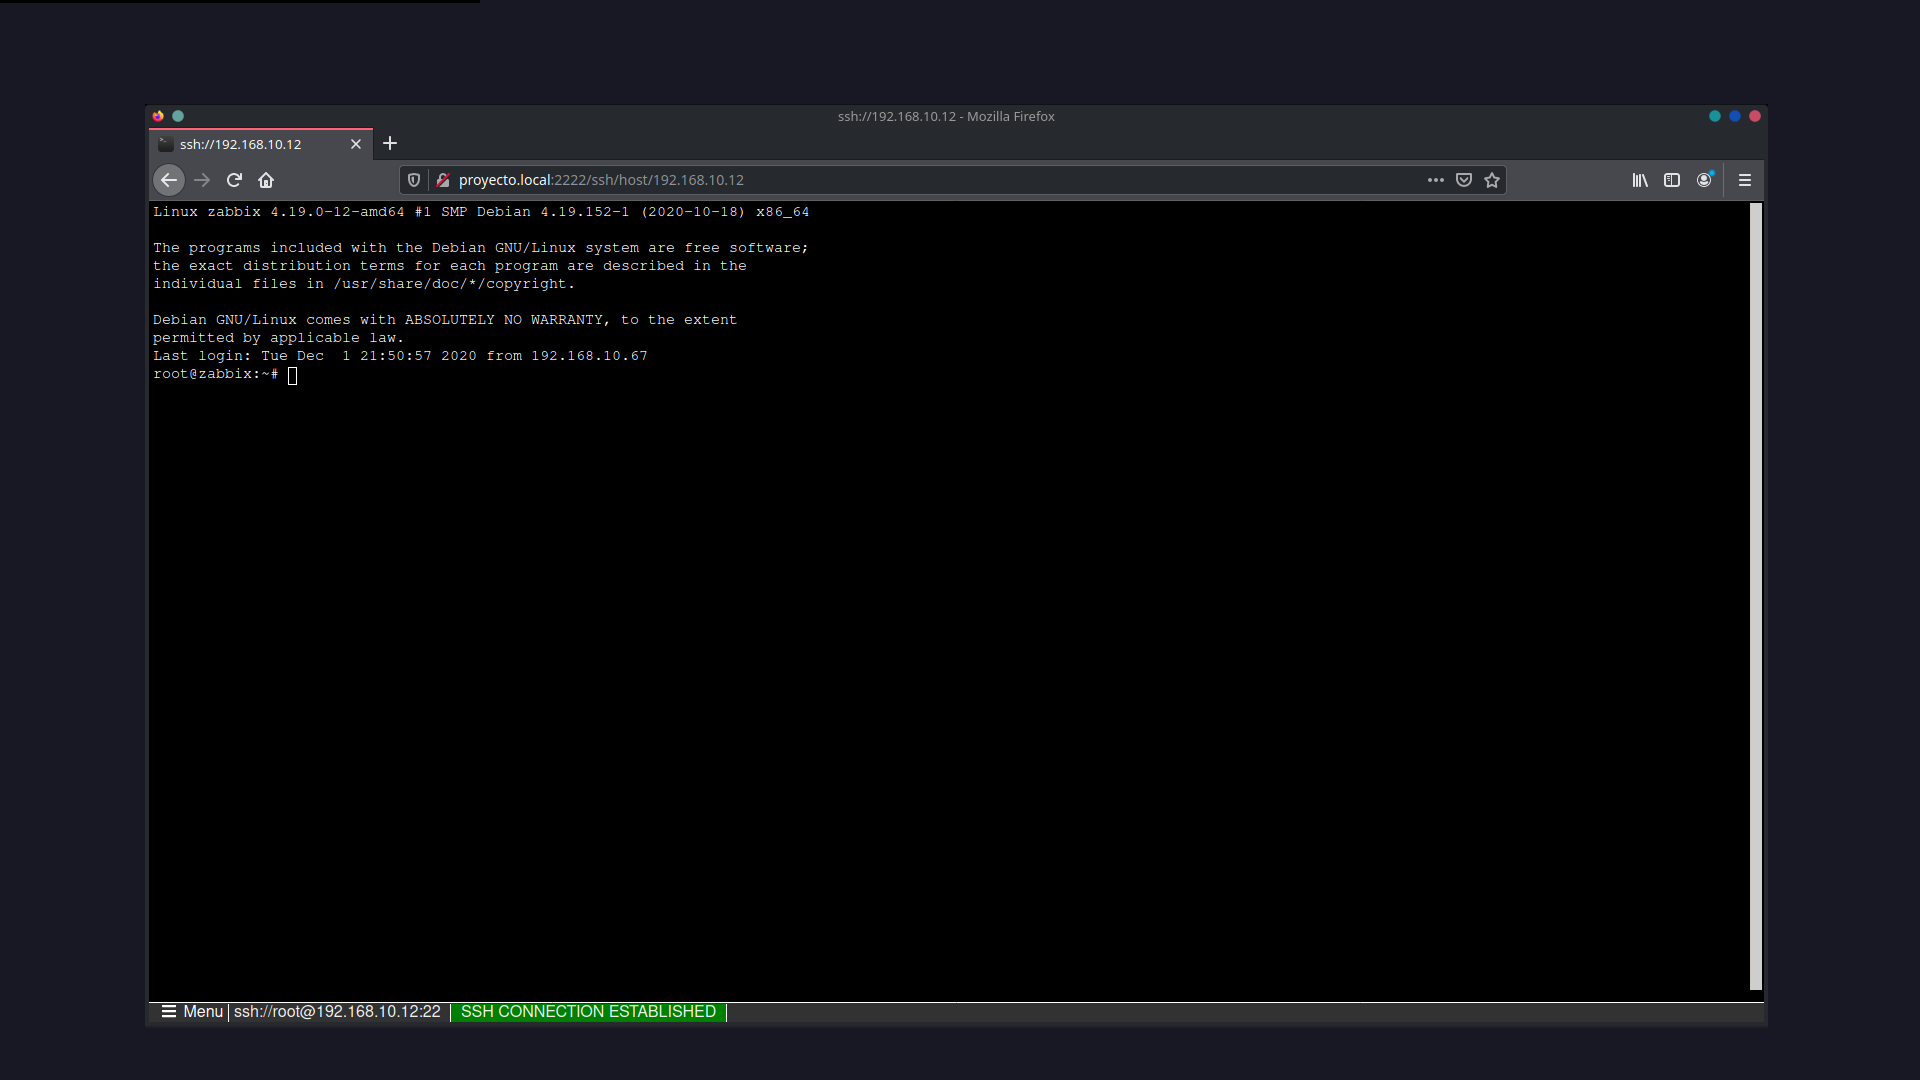 ssh://192.168.10.12 - Mozilla Firefox
ssh://192.168.10.12
proyecto.local:2222/ssh/host/192.168.10.12
Linux zabbix 4.19.0-12-amd64 #1 SMP Debian 4.19.152-1 (2020-10-18) x86_64
The programs included with the Debian GNU/Linux system are free software;
the exact distribution terms for each program are described in the
individual files in /usr/share/doc/*/copyright.
Debian GNU/Linux comes with ABSOLUTELY NO WARRANTY, to the extent
permitted by applicable law.
Last login: Tue Dec  1 21:50:57 2020 from 192.168.10.67
root@zabbix:~#
Menu ssh://root@192.168.10.12:22 SSH CONNECTION ESTABLISHED